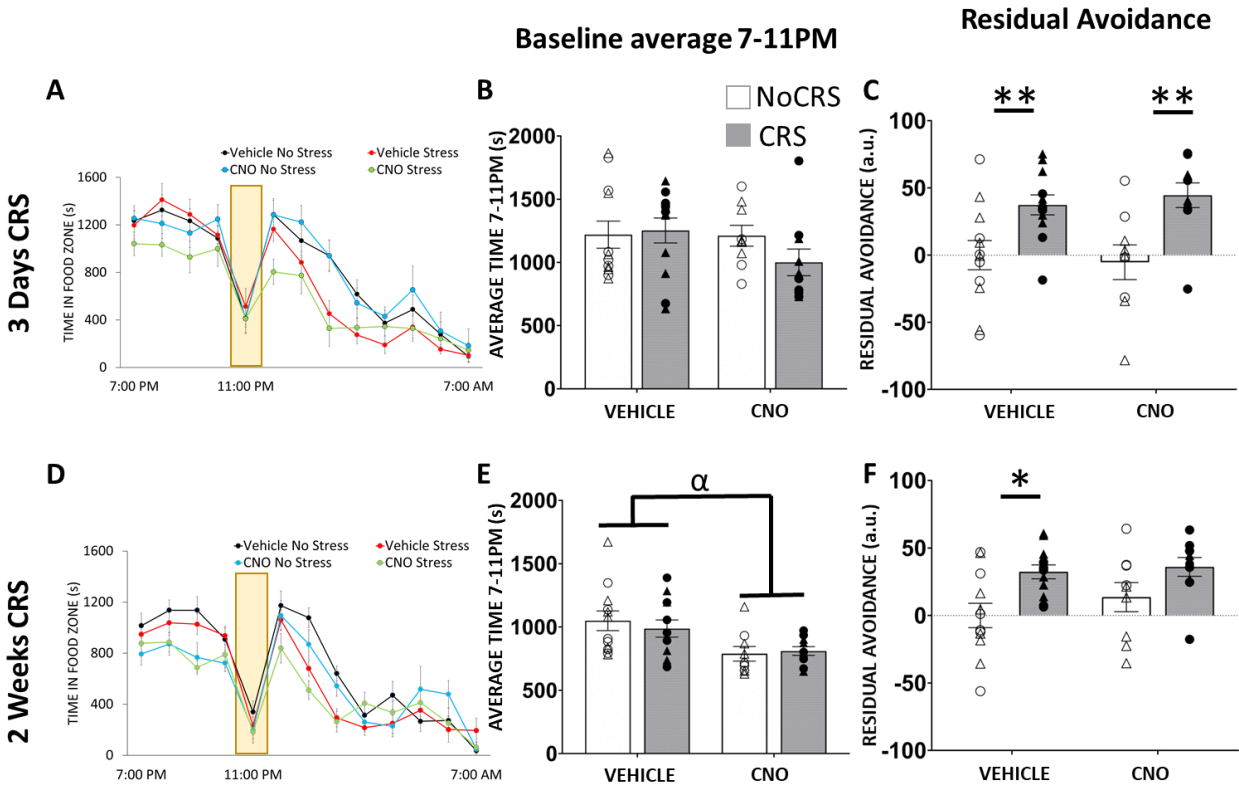 Baseline average 7-11PM
Residual Avoidance
3 Days CRS
A
Vehicle No Stress
Vehicle Stress
CNO No Stress
CNO Stress
TIME IN FOOD ZONE (s)
1600
1200
800
400
0
7:00 PM
11:00 PM
7:00 AM
B
NoCRS
CRS
AVERAGE TIME 7-11PM (s)
2000
1500
1000
500
0
VEHICLE
CNO
C
**
**
RESIDUAL AVOIDANCE (a.u.)
100
50
0
-50
-100
VEHICLE
CNO
2 Weeks CRS
D
Vehicle No Stress
Vehicle Stress
CNO No Stress
CNO Stress
TIME IN FOOD ZONE (s)
1600
1200
800
400
0
7:00 PM
11:00 PM
7:00 AM
E
α
AVERAGE TIME 7-11PM (s)
2000
1500
1000
500
0
VEHICLE
CNO
F
*
RESIDUAL AVOIDANCE (a.u.)
100
50
0
-50
-100
VEHICLE
CNO